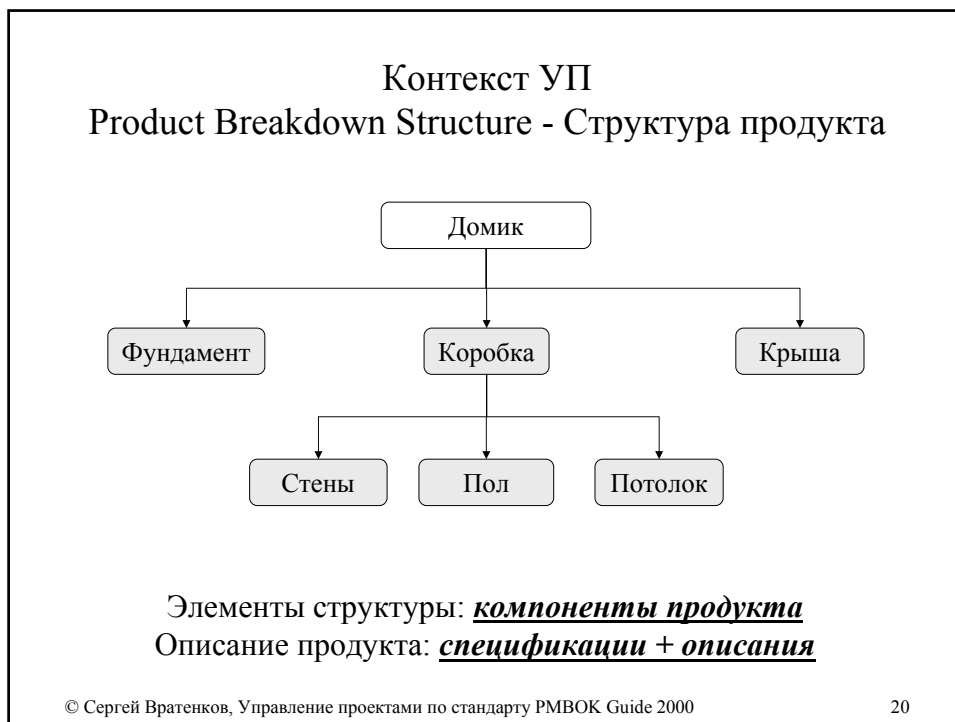 Контекст УП
Product Breakdown Structure - Структура продукта
Домик
Фундамент
Коробка
Крыша
Стены
Пол
Потолок
Элементы структуры: компоненты продукта
Описание продукта: спецификации + описания
© Сергей Вратенков, Управление проектами по стандарту PMBOK Guide 2000
20